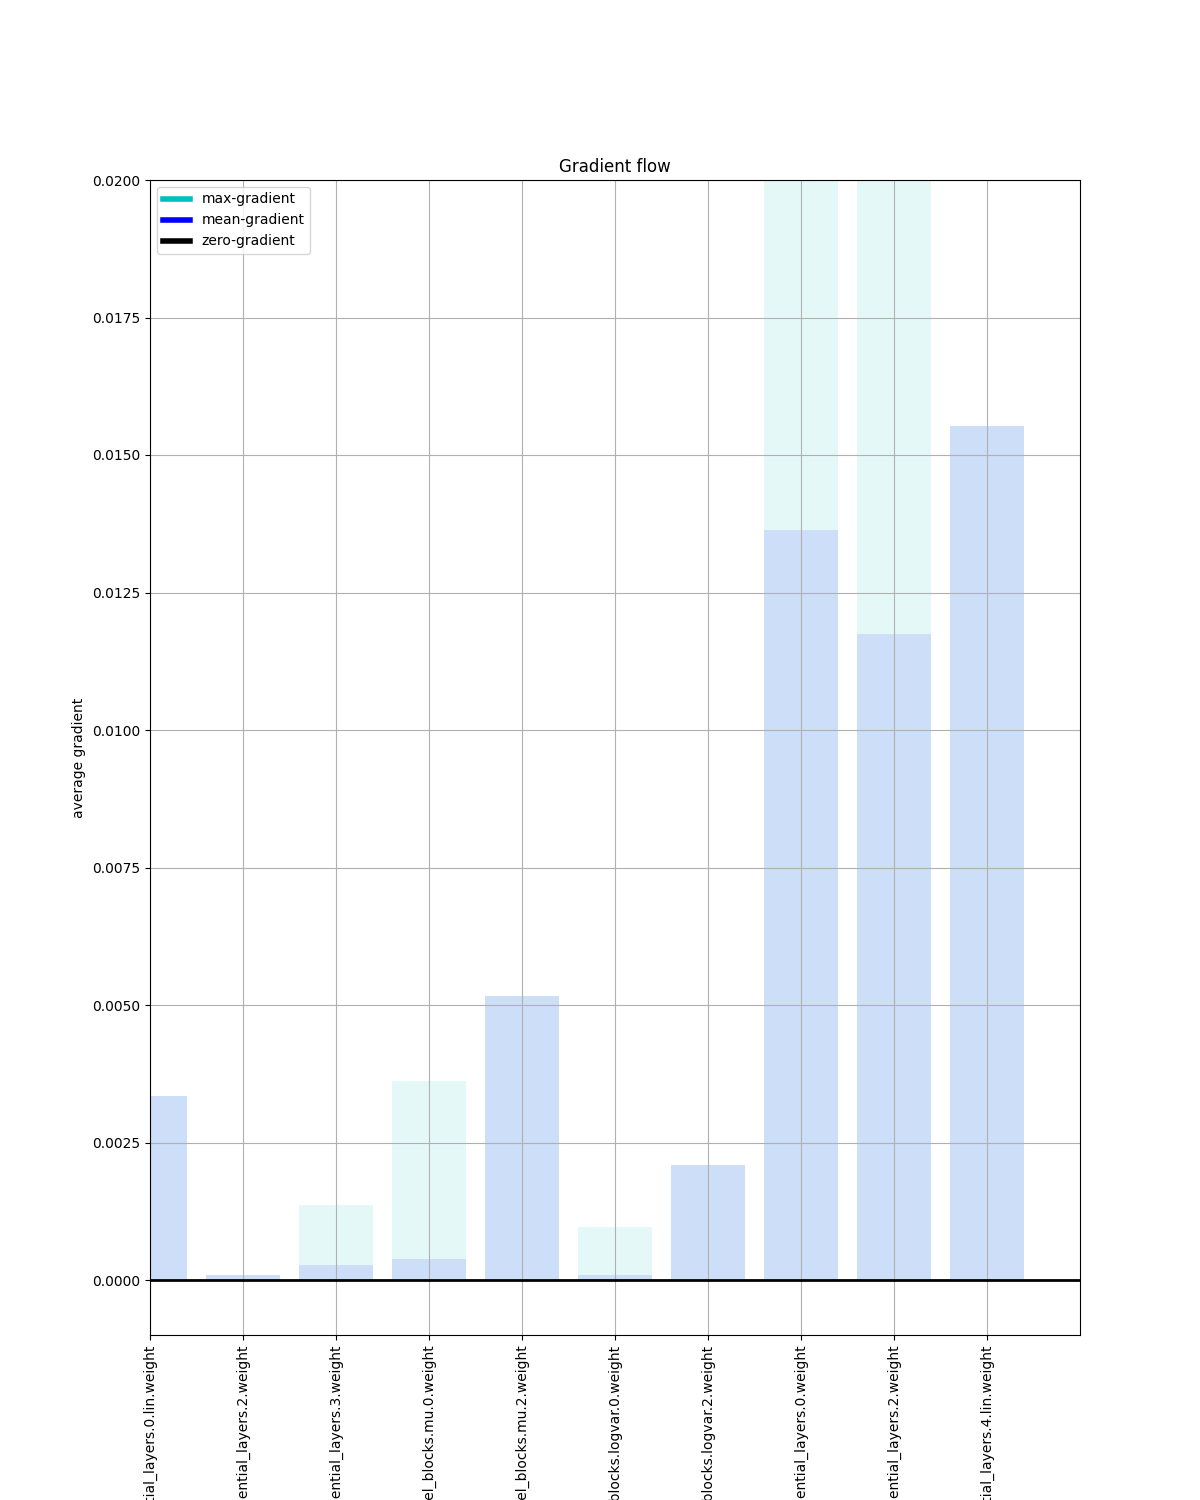 Gradient flow
max-gradient
mean-gradient
zero-gradient
0.0200
0.0175
0.0150
0.0125
0.0100
0.0075
0.0050
0.0025
0.0000
average gradient
tial_layers.0.lin.weight
ential_layers.2.weight
ential_layers.3.weight
el_blocks.mu.0.weight
el_blocks.mu.2.weight
blocks.logvar.0.weight
blocks.logvar.2.weight
ential_layers.0.weight
ential_layers.2.weight
tial_layers.4.lin.weight